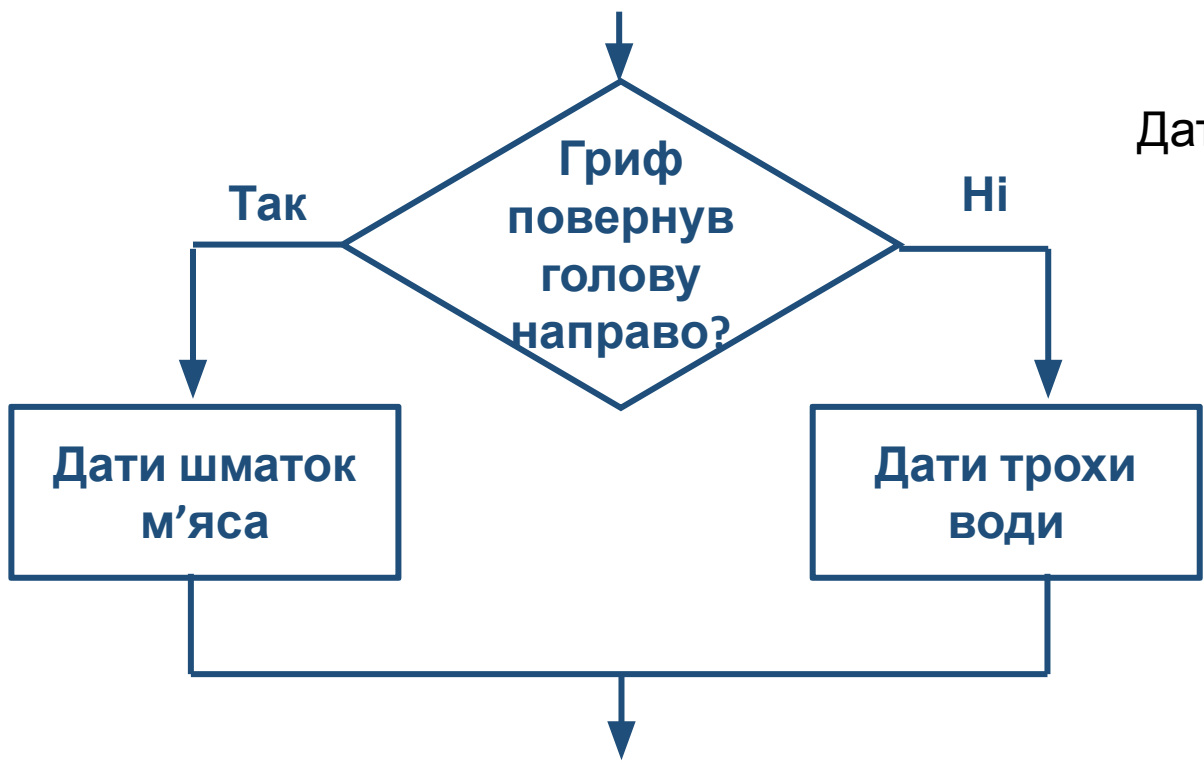 Гриф
повернув
голову
направо?
Так
Ні
Дати шматок
м’яса
Дати трохи
води